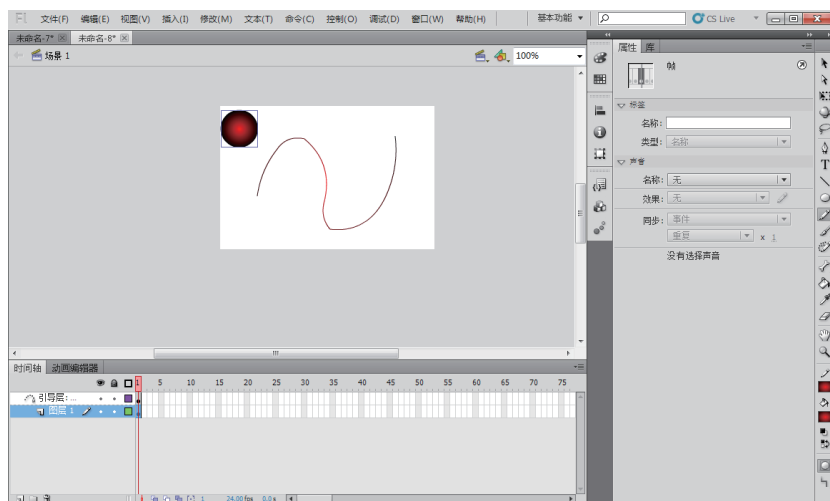 Fl 文件(F) 编辑(E) 视图(V) 插入(I) 修改(M) 文本(T) 命令(C) 控制(O) 调试(D) 窗口(W) 帮助(H) 基本功能 CS Live
未命名-7* 未命名-8*
场景 1 100%
属性 库
帧
标签
名称:
类型: 名称
声音
名称: 无
效果: 无
同步: 事件
重复 x 1
没有选择声音
时间轴 动画编辑器
1 5 10 15 20 25 30 35 40 45 50 55 60 65 70 75
引导层:...
图层 1
1 24.00 fps 0.0 s